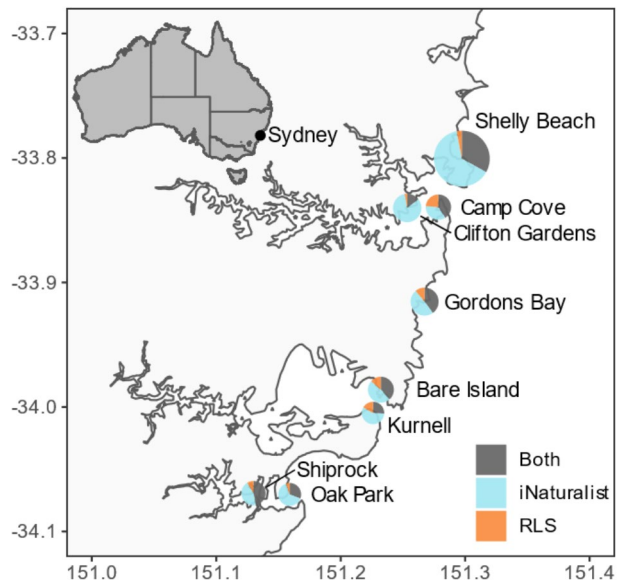 -33.7
-33.8
-33.9
-34.0
-34.1
Sydney
Shelly Beach
Camp Cove
Clifton Gardens
Gordons Bay
Bare Island
Kurnell
Shiprock
Oak Park
Both
iNaturalist
RLS
151.0 151.1 151.2 151.3 151.4